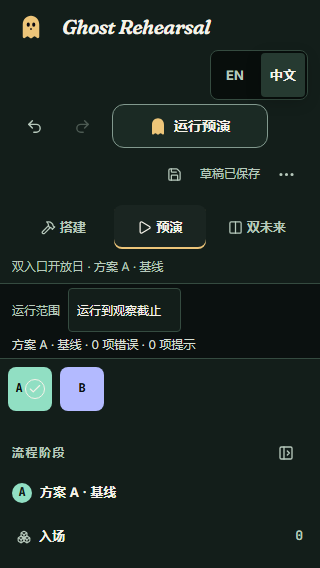 Ghost Rehearsal
EN 中文
运行预演
草稿已保存
搭建 预演 双未来
双入口开放日 · 方案 A · 基线
运行范围 运行到观察截止
方案 A · 基线 · 0 项错误 · 0 项提示
A B
流程阶段
A 方案 A · 基线
入场 0